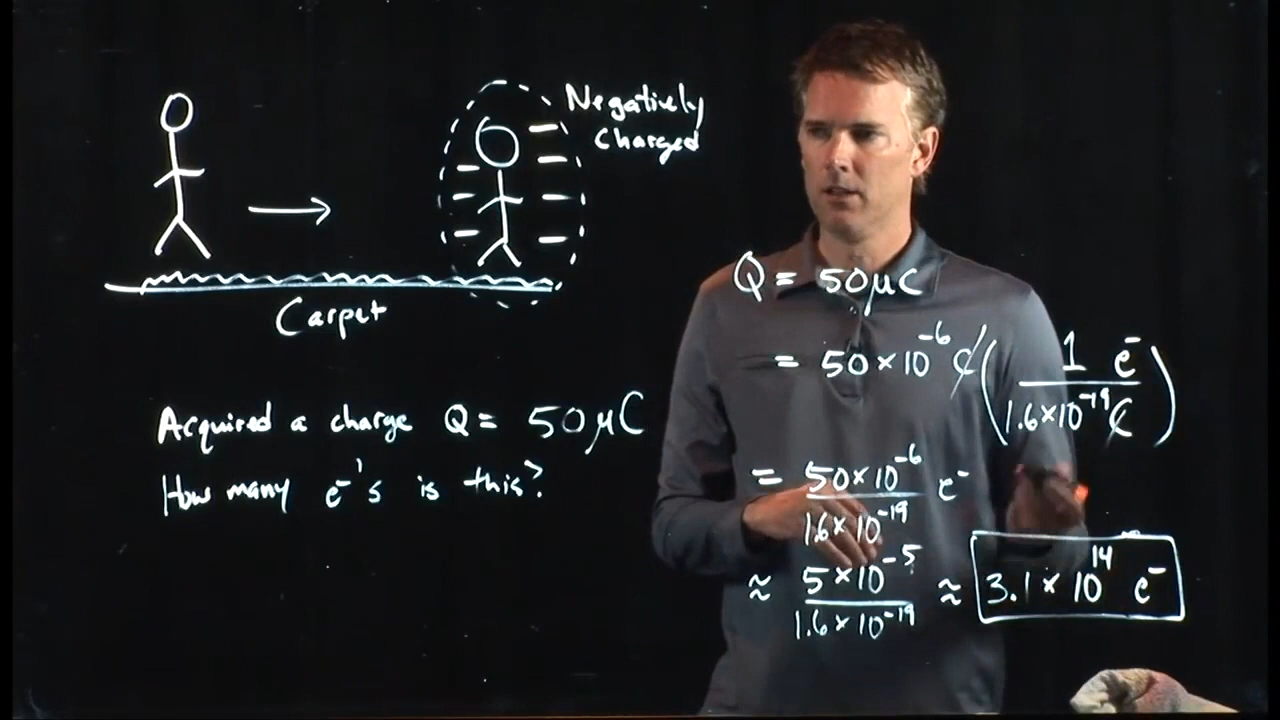 Negatively
Charged
Carpet
Acquired a charge Q = 50μC
How many e⁻'s is this?
Q = 50μC
= 50×10⁻⁶ C (1 e⁻ / 1.6×10⁻¹⁹ C)
= 50×10⁻⁶ / 1.6×10⁻¹⁹ e⁻
≈ 5×10⁻⁵ / 1.6×10⁻¹⁹ ≈ 3.1×10¹⁴ e⁻